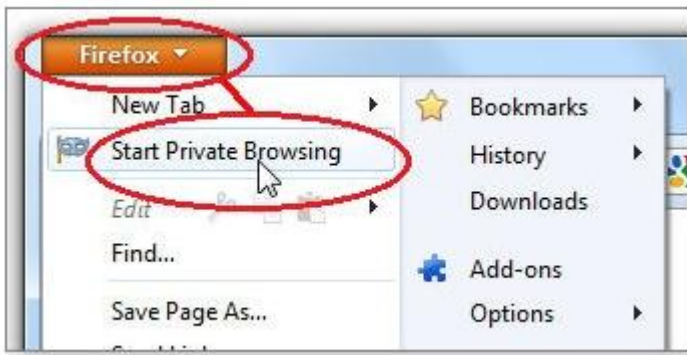 Firefox
New Tab
Start Private Browsing
Edit
Find...
Save Page As...
Bookmarks
History
Downloads
Add-ons
Options